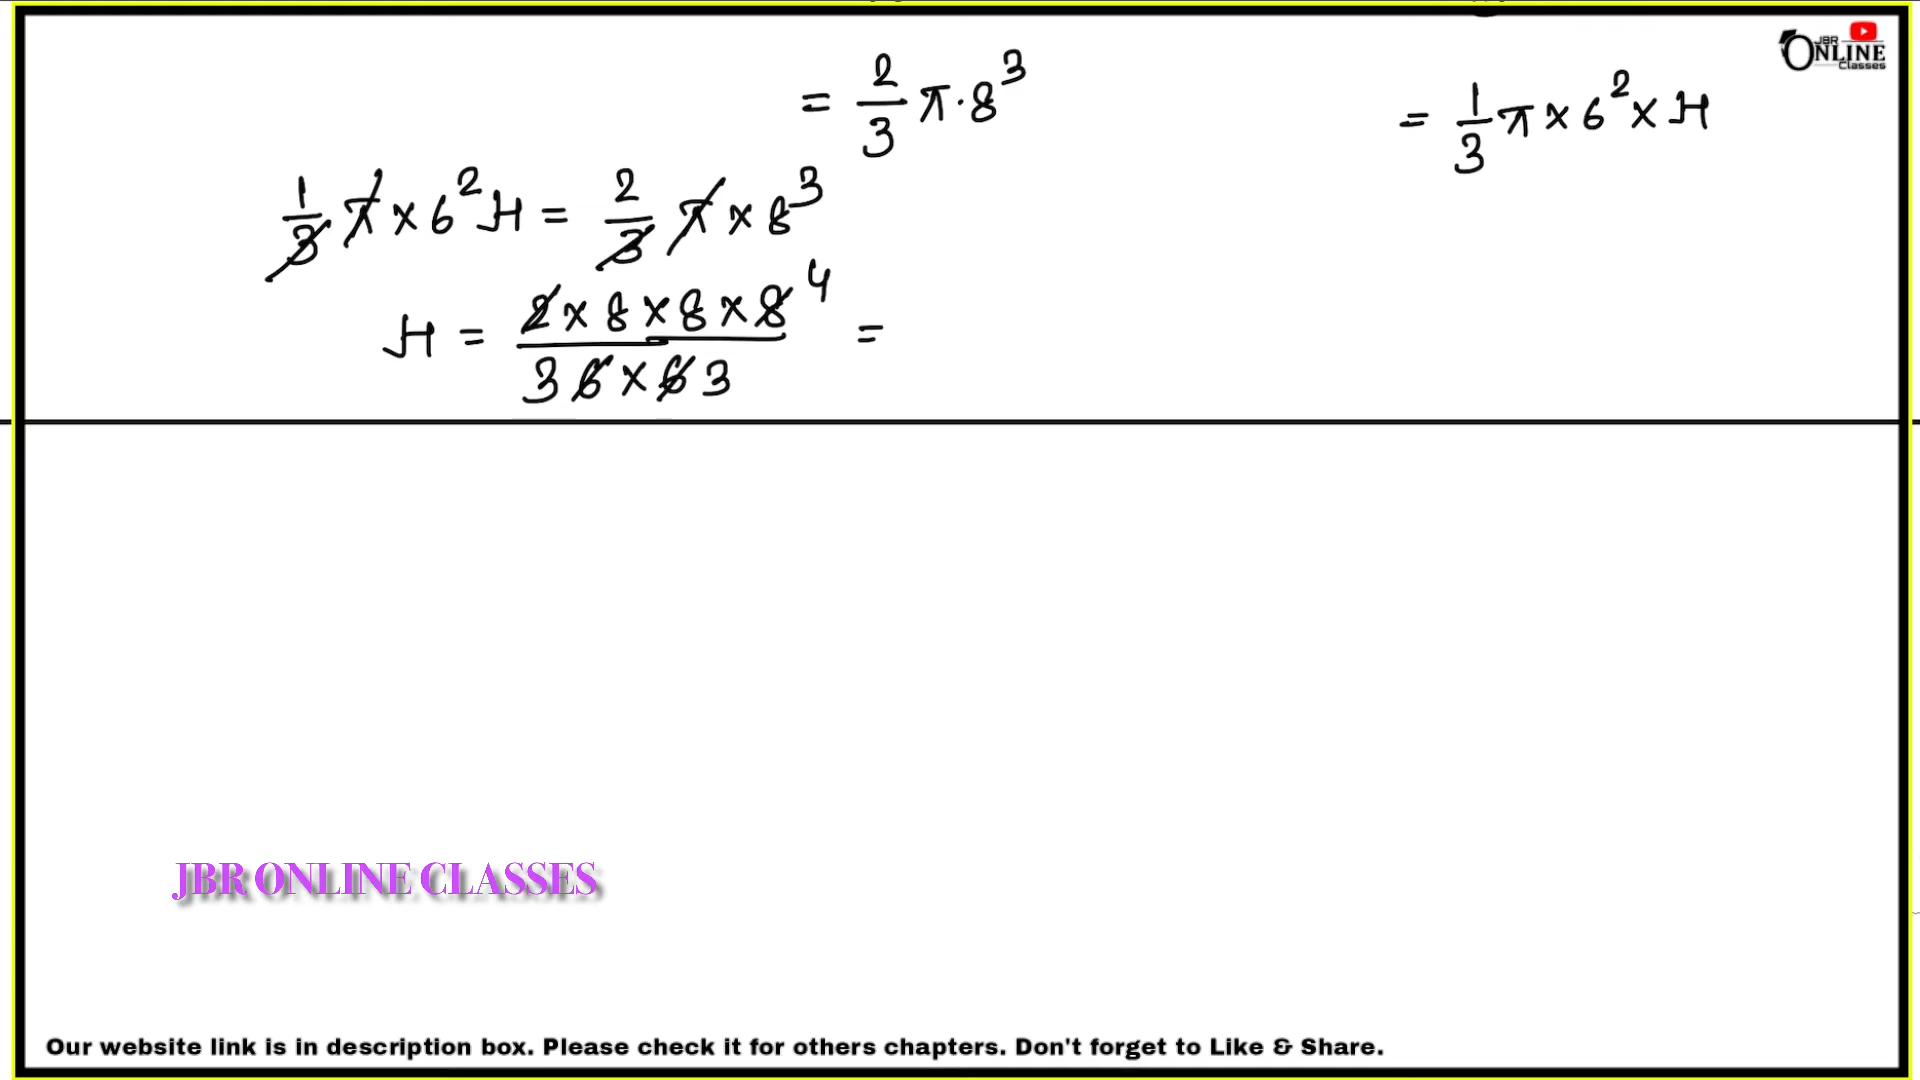 = 2/3 π · 8³
= 1/3 π × 6² × H
1/3 π × 6² H = 2/3 π × 8³
H = 2 × 8 × 8 × 8 4 / 3 6 × 6 3 =
JBR ONLINE CLASSES
Our website link is in description box. Please check it for others chapters. Don't forget to Like & Share.
JBR
ONLINE
Classes